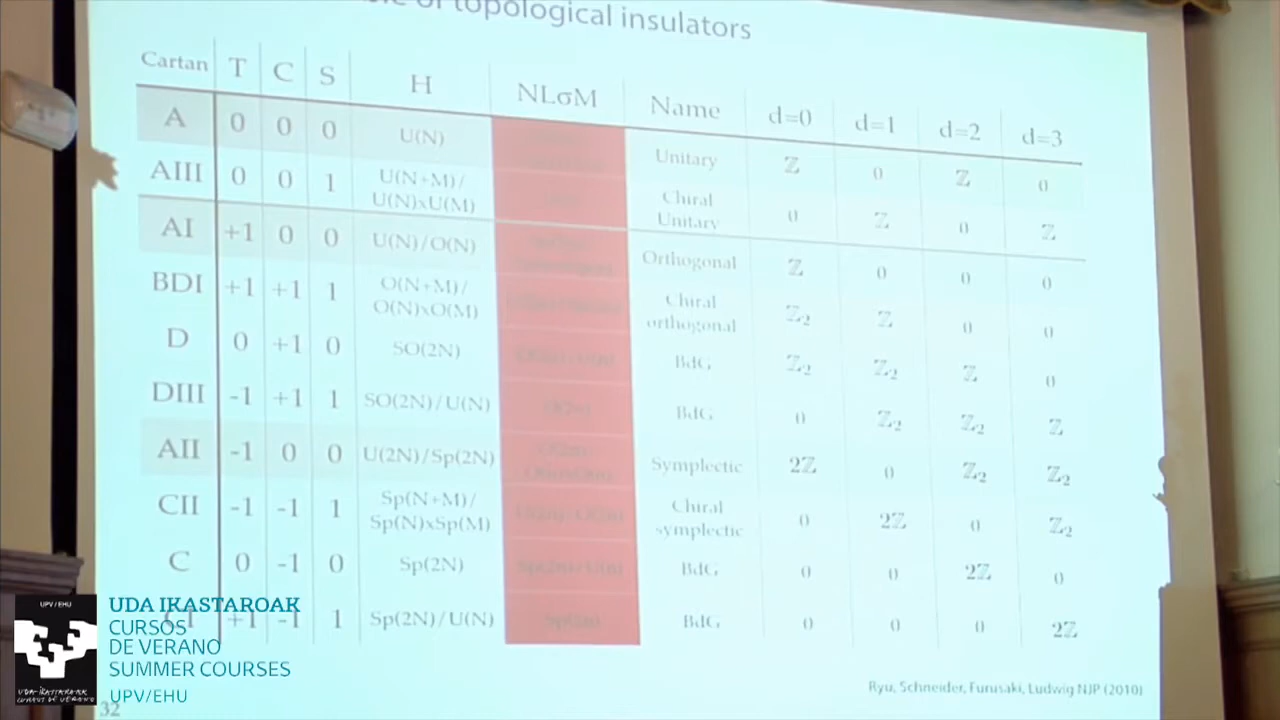 of topological insulators
Cartan T C S H NLσM Name d=0 d=1 d=2 d=3
A 0 0 0 U(N) Unitary ℤ 0 ℤ 0
AIII 0 0 1 U(N+M)/ U(N)xU(M) Chiral Unitary 0 ℤ 0 ℤ
AI +1 0 0 U(N)/O(N) Orthogonal ℤ 0 0 0
BDI +1 +1 1 O(N+M)/ O(N)xO(M) Chiral orthogonal ℤ₂ ℤ 0 0
D 0 +1 0 SO(2N) BdG ℤ₂ ℤ₂ ℤ 0
DIII -1 +1 1 SO(2N)/U(N) BdG 0 ℤ₂ ℤ₂ ℤ
AII -1 0 0 U(2N)/Sp(2N) Symplectic 2ℤ 0 ℤ₂ ℤ₂
CII -1 -1 1 Sp(N+M)/ Sp(N)xSp(M) Chiral symplectic 0 2ℤ 0 ℤ₂
C 0 -1 0 Sp(2N) BdG 0 0 2ℤ 0
+1 -1 1 Sp(2N)/U(N) BdG 0 0 0 2ℤ
Ryu, Schneider, Furusaki, Ludwig NJP (2010)
32
UPV/EHU
UDA IKASTAROAK
CURSOS
DE VERANO
SUMMER COURSES
UPV/EHU